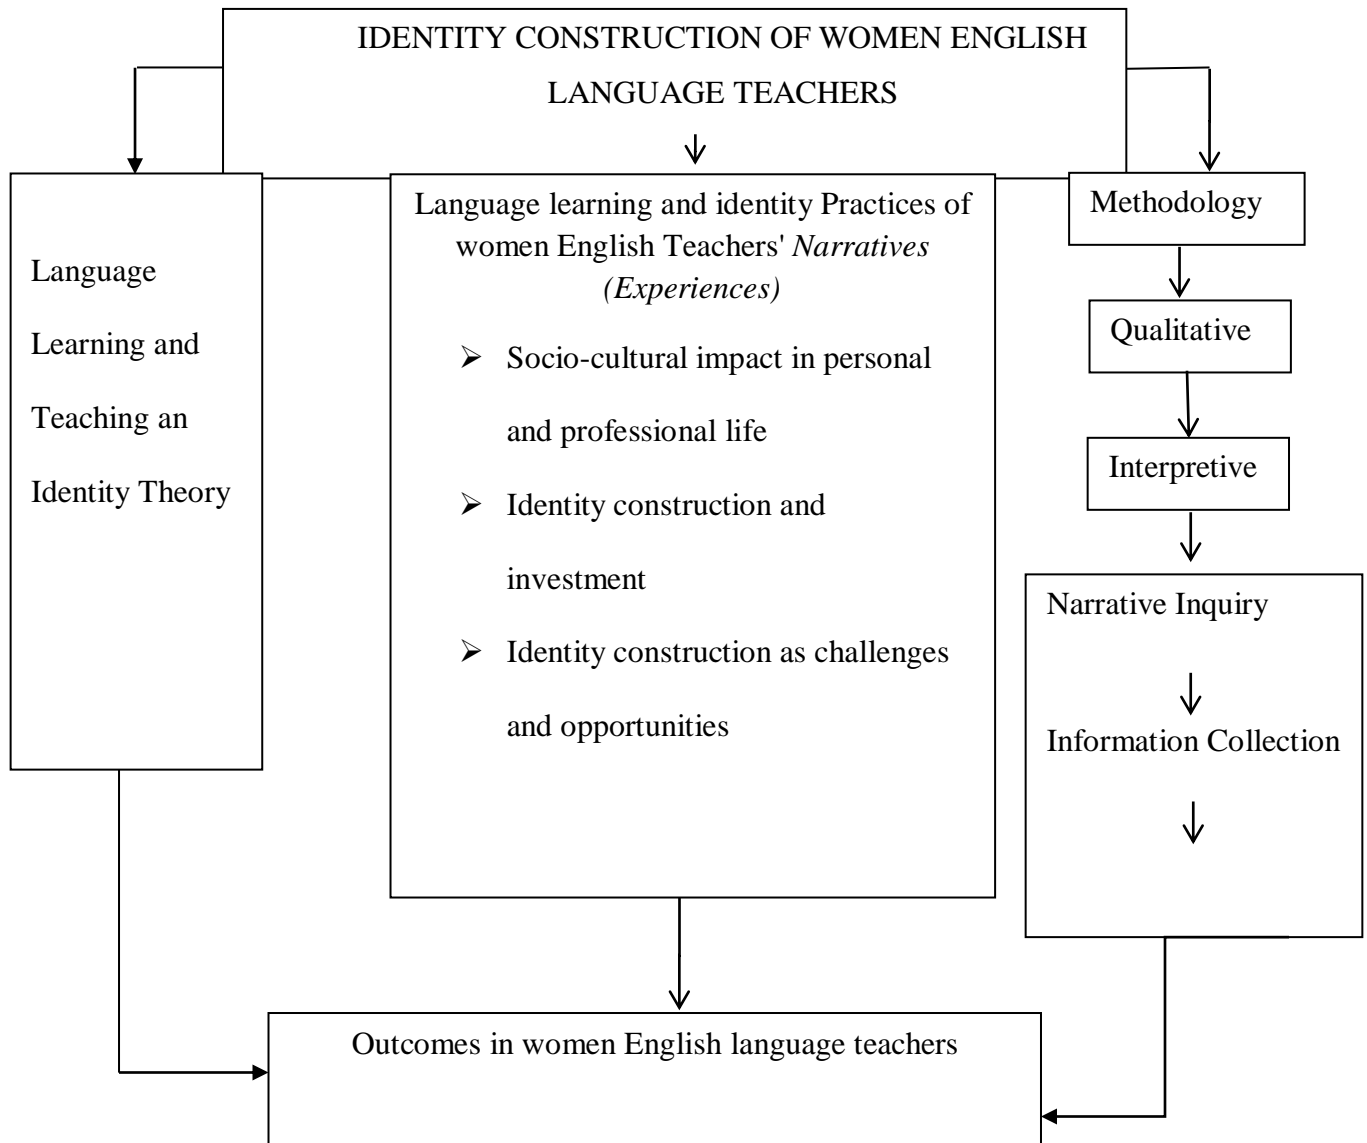 IDENTITY CONSTRUCTION OF WOMEN ENGLISH
LANGUAGE TEACHERS
Language
Learning and
Teaching an
Identity Theory
Language learning and identity Practices of
women English Teachers' Narratives
(Experiences)
➢ Socio-cultural impact in personal
and professional life
➢ Identity construction and
investment
➢ Identity construction as challenges
and opportunities
Methodology
Qualitative
Interpretive
Narrative Inquiry
Information Collection
Outcomes in women English language teachers